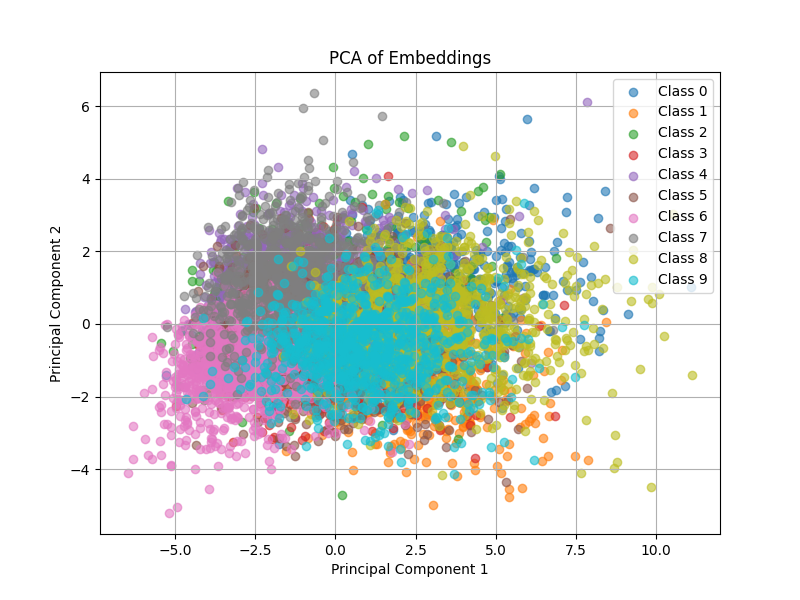 PCA of Embeddings
Class 0
Class 1
Class 2
Class 3
Class 4
Class 5
Class 6
Class 7
Class 8
Class 9
6
4
2
0
−2
−4
Principal Component 2
−5.0 −2.5 0.0 2.5 5.0 7.5 10.0
Principal Component 1